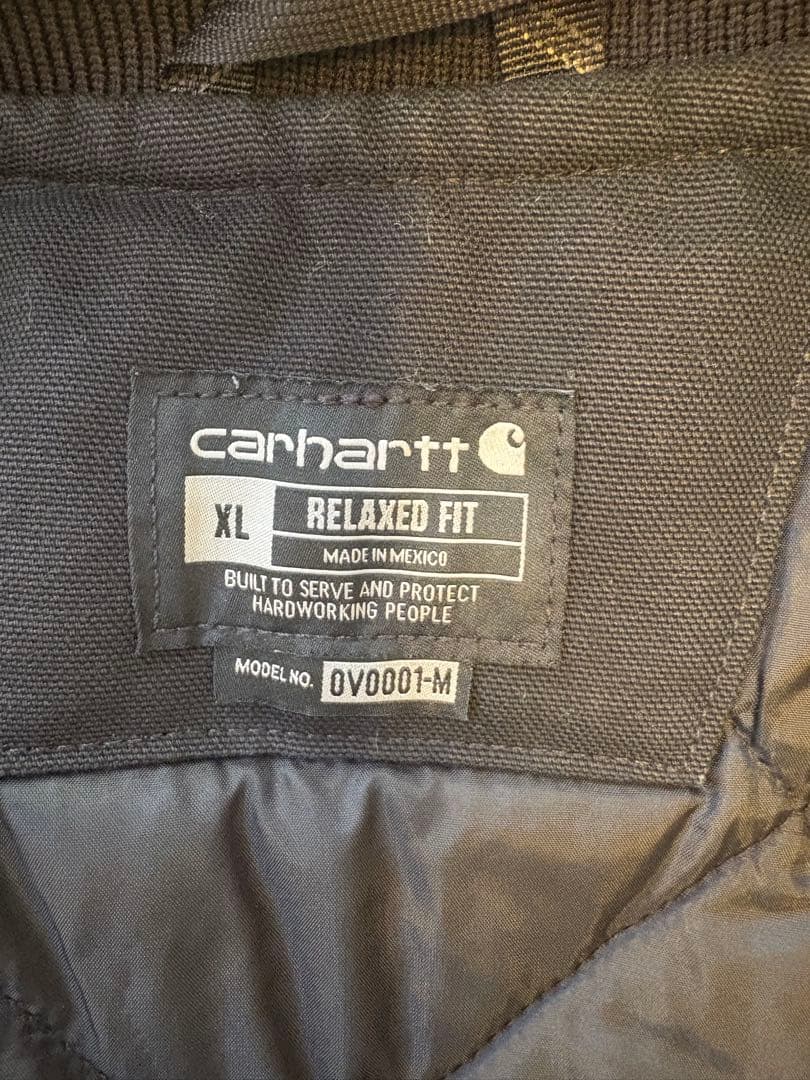 carhartt
XL
RELAXED FIT
MADE IN MEXICO
BUILT TO SERVE AND PROTECT
HARDWORKING PEOPLE
MODEL NO. OV0001-M